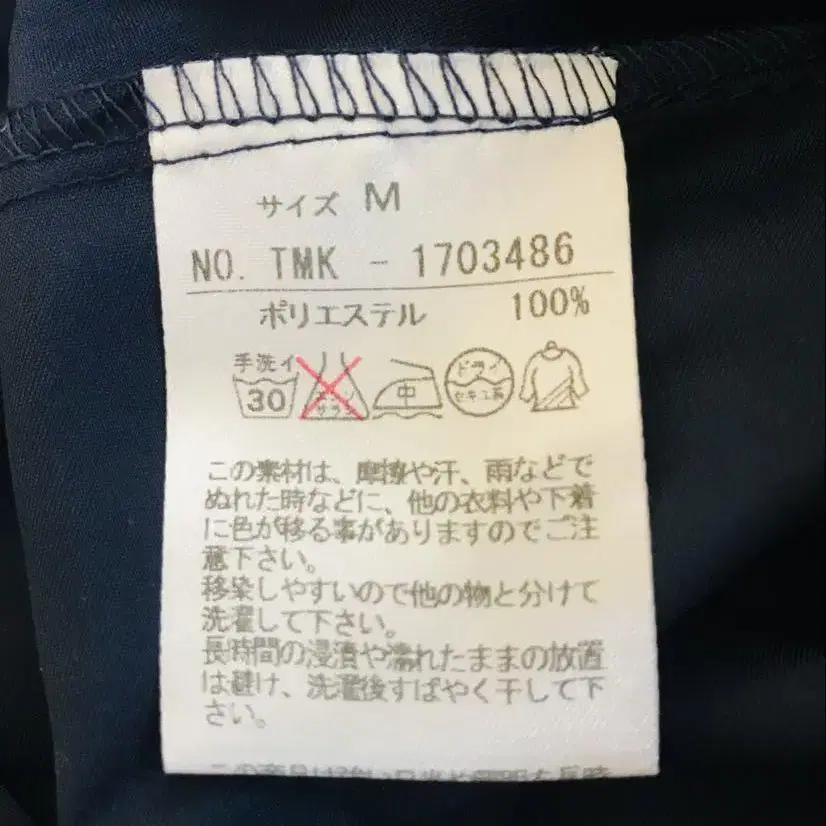 サイズ M
NO. TMK - 1703486
ポリエステル 100%
手洗イ
30
エンソ
サラシ
中
ドライ
セキユ系
この素材は、摩擦や汗、雨などで
ぬれた時などに、他の衣料や下着
に色が移る事がありますのでご注
意下さい。
移染しやすいので他の物と分けて
洗濯して下さい。
長時間の浸漬や濡れたままの放置
は避け、洗濯後すばやく干して下
さい。